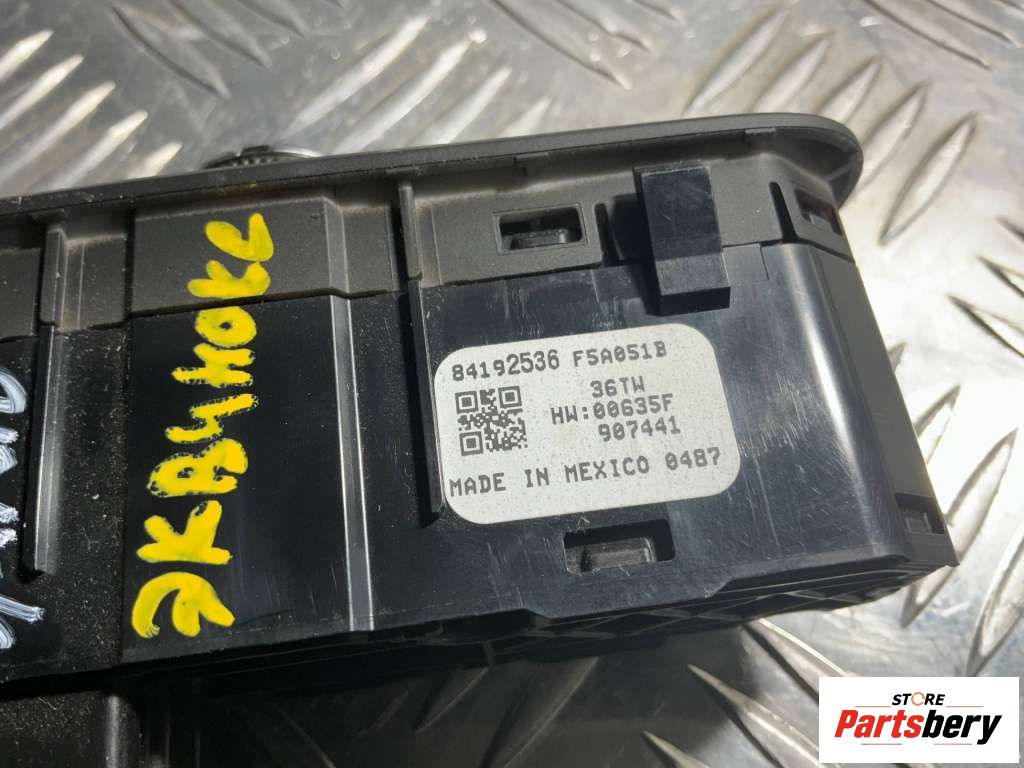 84192536 F5A051B
36TW
HW:00635F
907441
MADE IN MEXICO 0487
ЭКВИНОКС
STORE
Partsbery